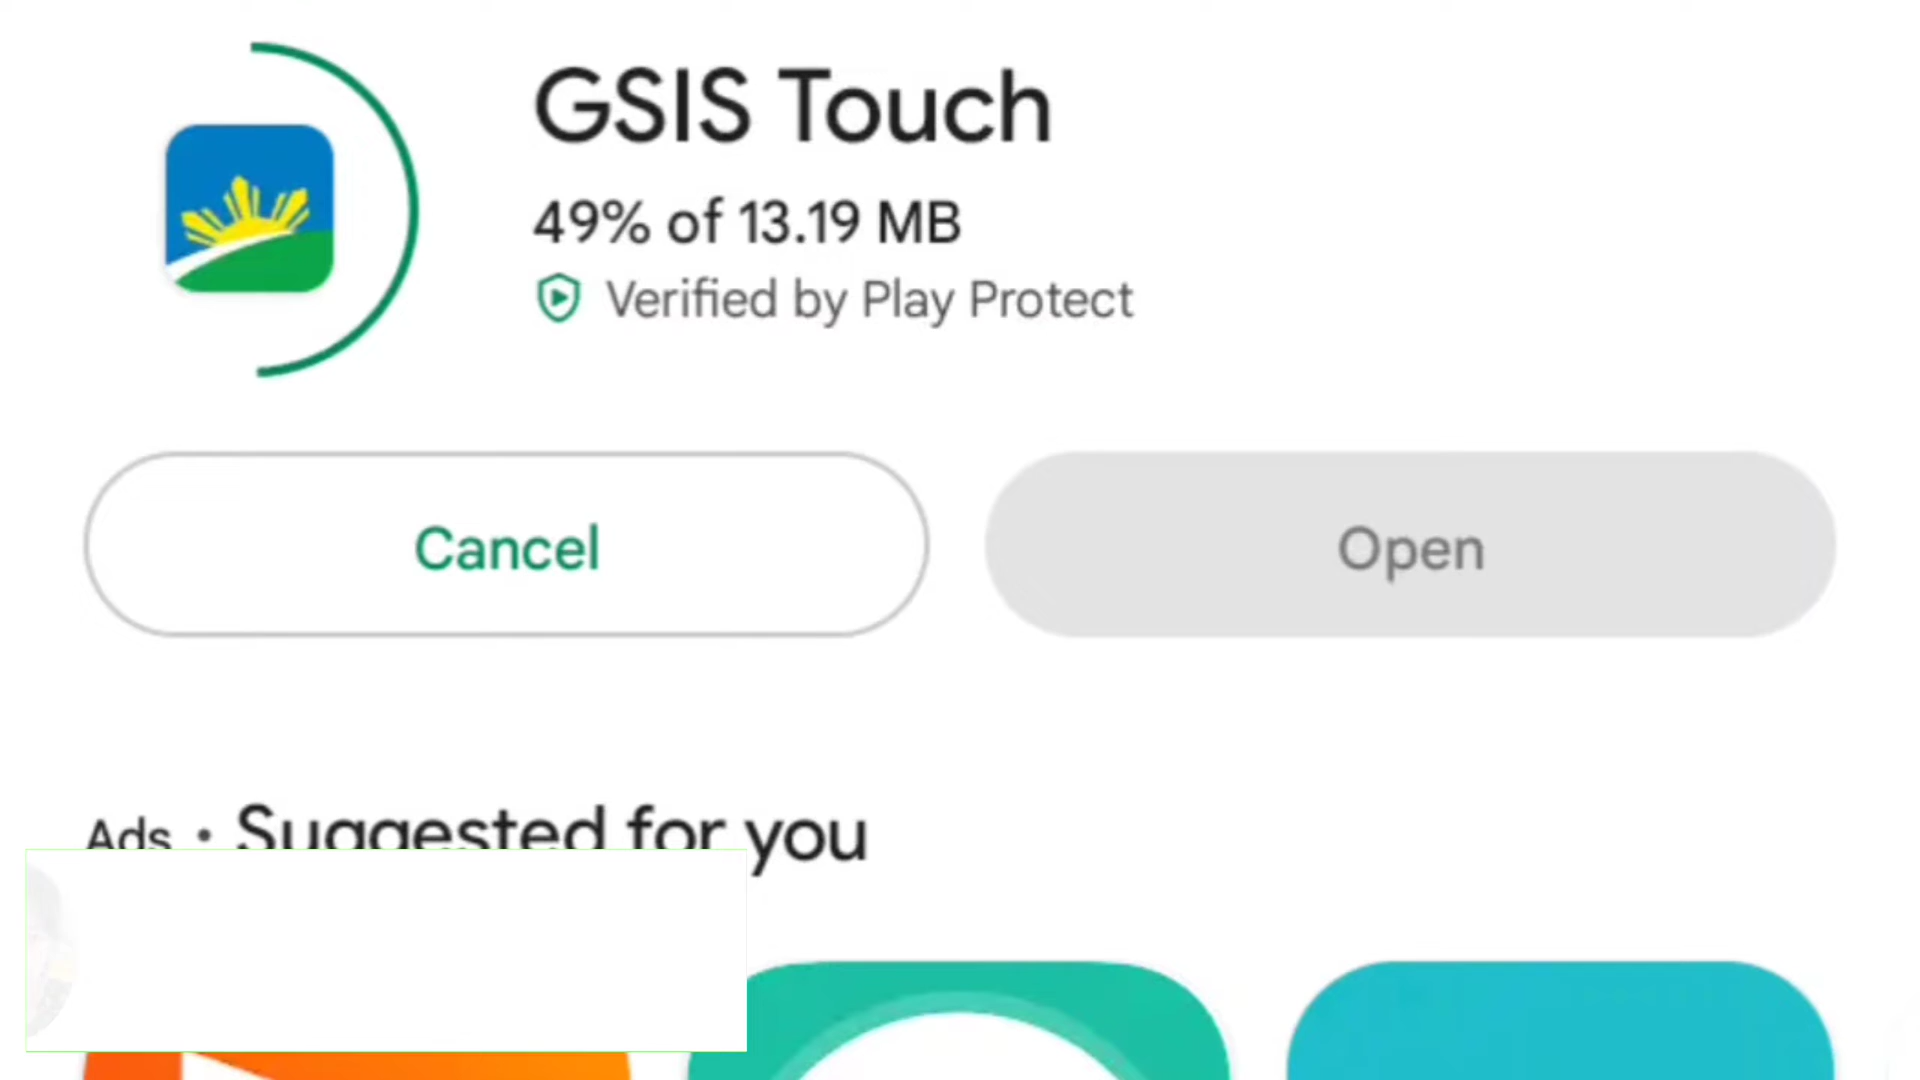 GSIS Touch
49% of 13.19 MB
Verified by Play Protect
Cancel
Open
Ads • Suggested for you